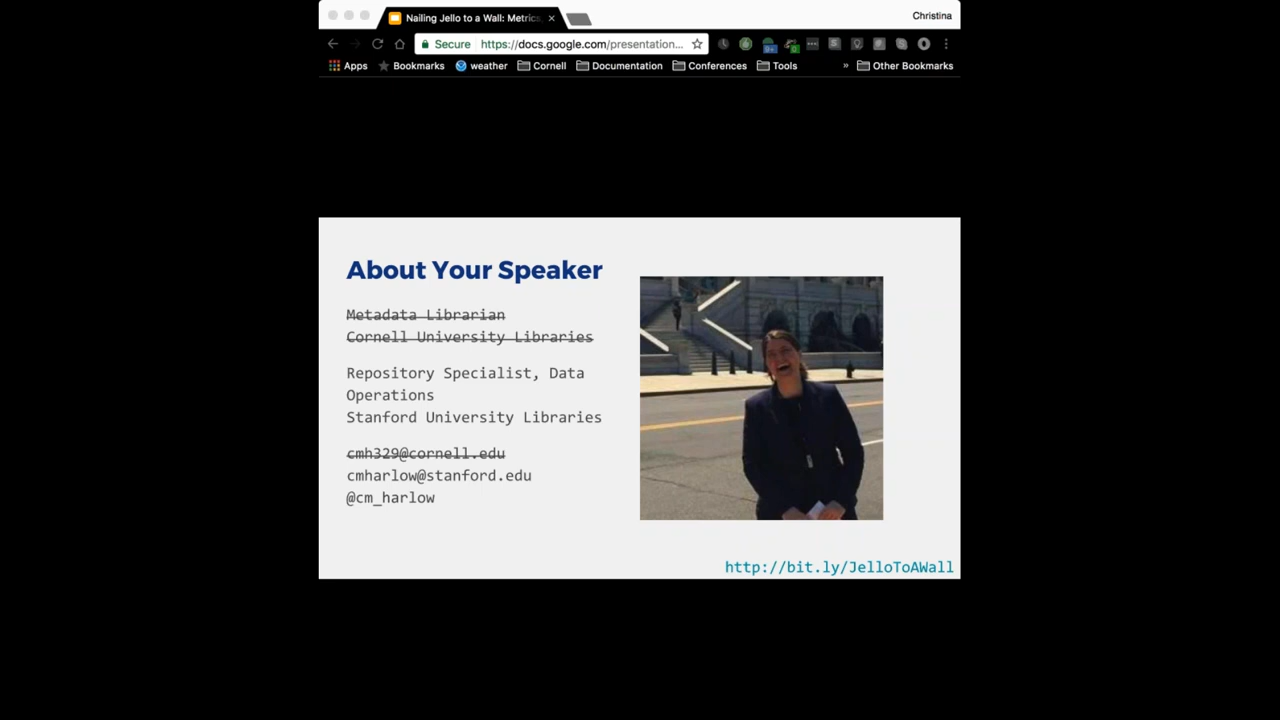 Nailing Jello to a Wall: Metrics
Christina
Secure https://docs.google.com/presentation...
Apps Bookmarks weather Cornell Documentation Conferences Tools » Other Bookmarks
About Your Speaker
Metadata Librarian
Cornell University Libraries
Repository Specialist, Data
Operations
Stanford University Libraries
cmh329@cornell.edu
cmharlow@stanford.edu
@cm_harlow
http://bit.ly/JelloToAWall